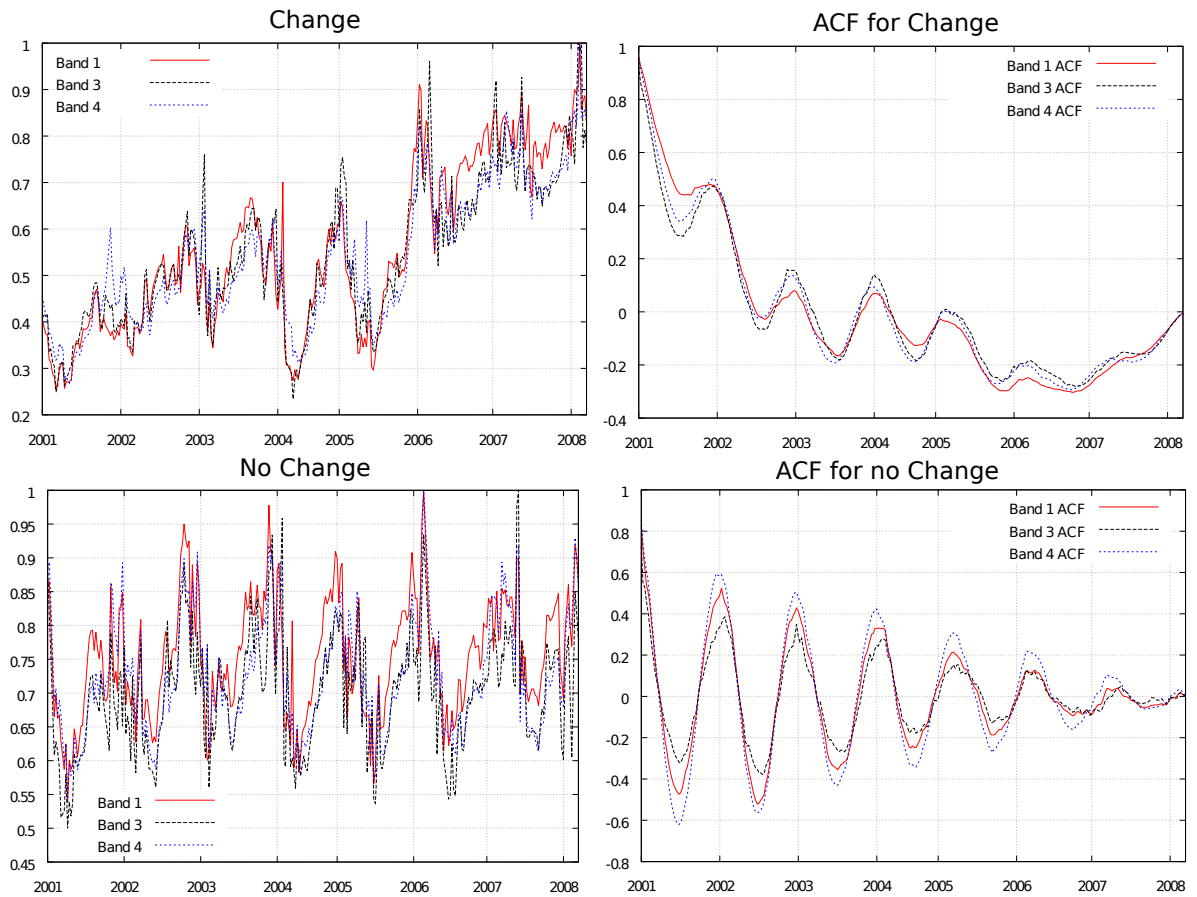 Change
1
0.9
0.8
0.7
0.6
0.5
0.4
0.3
0.2
Band 1
Band 3
Band 4
2001 2002 2003 2004 2005 2006 2007 2008
ACF for Change
1
0.8
0.6
0.4
0.2
0
-0.2
-0.4
Band 1 ACF
Band 3 ACF
Band 4 ACF
2001 2002 2003 2004 2005 2006 2007 2008
No Change
1
0.95
0.9
0.85
0.8
0.75
0.7
0.65
0.6
0.55
0.5
0.45
Band 1
Band 3
Band 4
2001 2002 2003 2004 2005 2006 2007 2008
ACF for no Change
1
0.8
0.6
0.4
0.2
0
-0.2
-0.4
-0.6
-0.8
Band 1 ACF
Band 3 ACF
Band 4 ACF
2001 2002 2003 2004 2005 2006 2007 2008